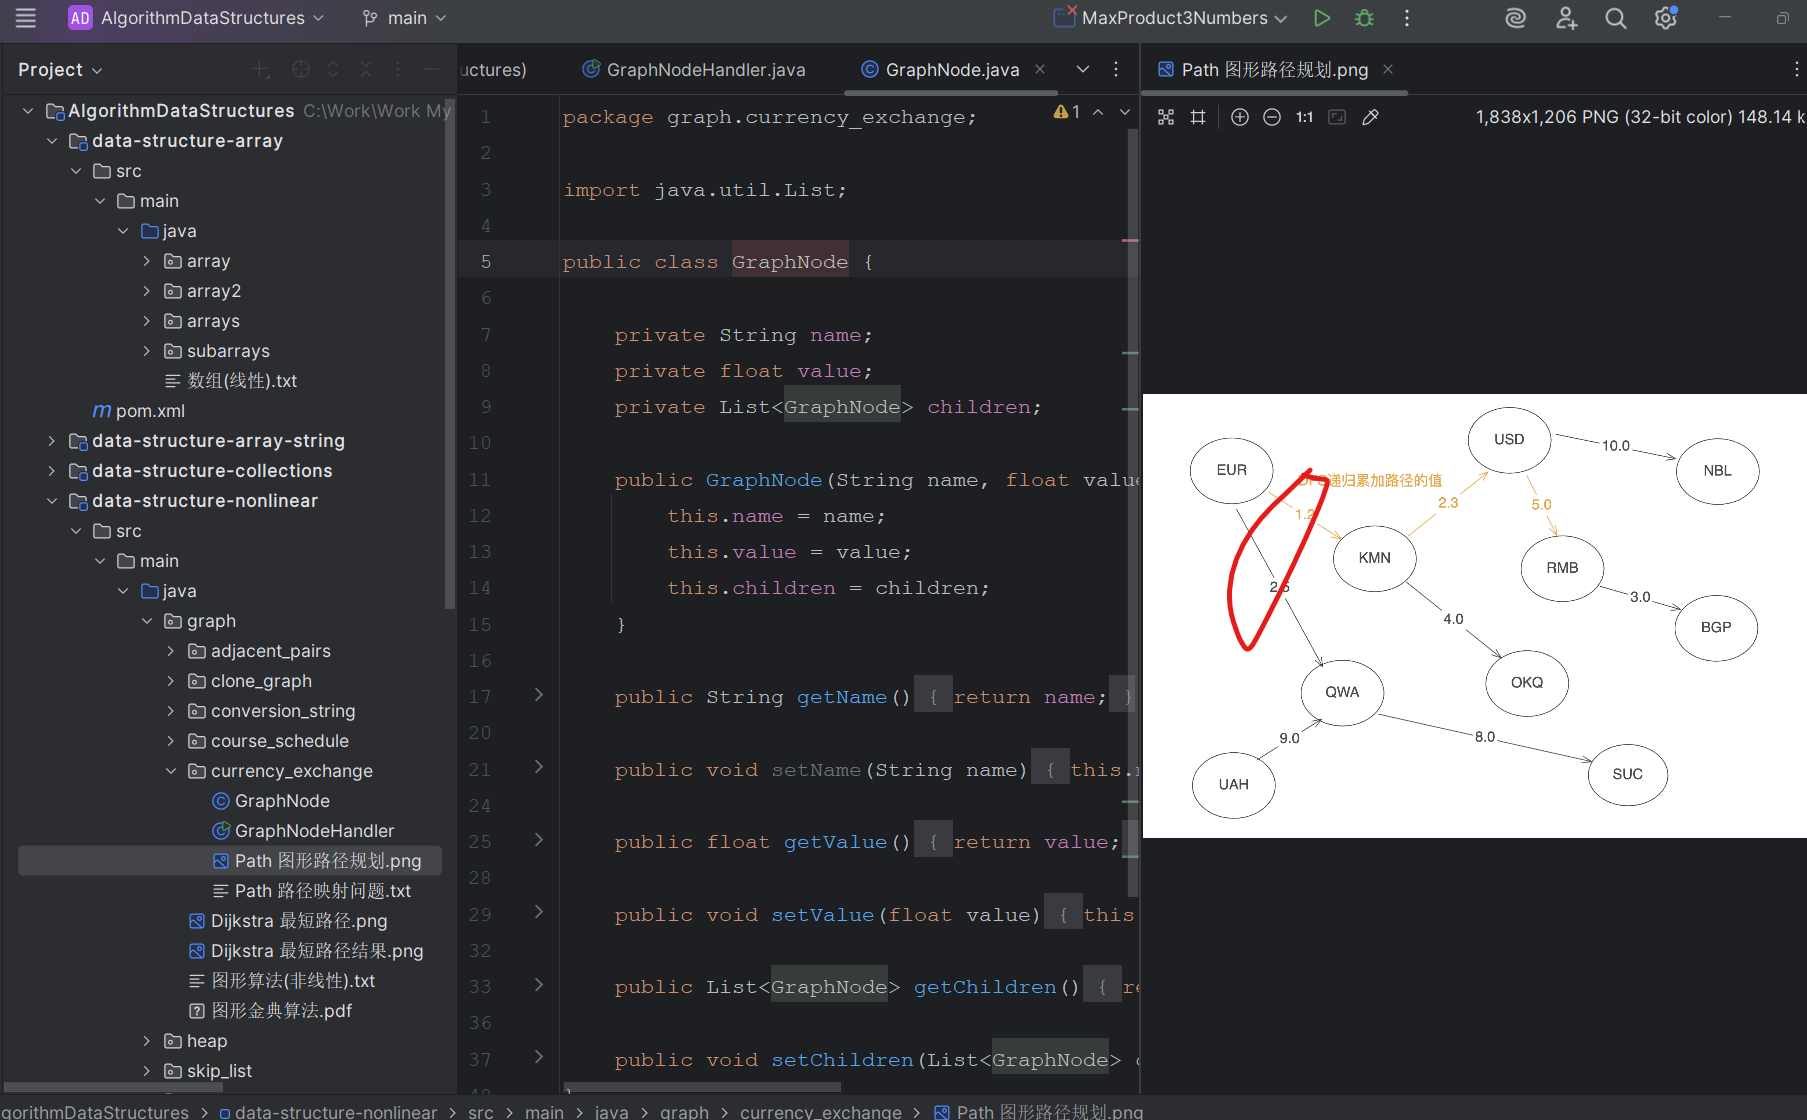 AD AlgorithmDataStructures main MaxProduct3Numbers
Project
AlgorithmDataStructures C:\Work\Work My
data-structure-array
src
main
java
array
array2
arrays
subarrays
数组(线性).txt
m pom.xml
data-structure-array-string
data-structure-collections
data-structure-nonlinear
src
main
java
graph
adjacent_pairs
clone_graph
conversion_string
course_schedule
currency_exchange
GraphNode
GraphNodeHandler
Path 图形路径规划.png
Path 路径映射问题.txt
Dijkstra 最短路径.png
Dijkstra 最短路径结果.png
图形算法(非线性).txt
图形金典算法.pdf
heap
skip_list
uctures) GraphNodeHandler.java GraphNode.java
1
1 package graph.currency_exchange;
2
3 import java.util.List;
4
5 public class GraphNode {
6
7 private String name;
8 private float value;
9 private List<GraphNode> children;
10
11 public GraphNode(String name, float value
12 this.name = name;
13 this.value = value;
14 this.children = children;
15 }
16
17 public String getName() { return name; }
20
21 public void setName(String name) { this.n
24
25 public float getValue() { return value;
28
29 public void setValue(float value) { this
32
33 public List<GraphNode> getChildren() { re
36
37 public void setChildren(List<GraphNode> c
Path 图形路径规划.png
1:1 1,838x1,206 PNG (32-bit color) 148.14 k
USD
10.0
NBL
EUR
递归累加路径的值
1.2
2.3
5.0
KMN
RMB
3.0
BGP
4.0
OKQ
QWA
9.0
8.0
UAH
SUC
gorithmDataStructures > data-structure-nonlinear > src > main > java > graph > currency_exchange > Path 图形路径规划.png